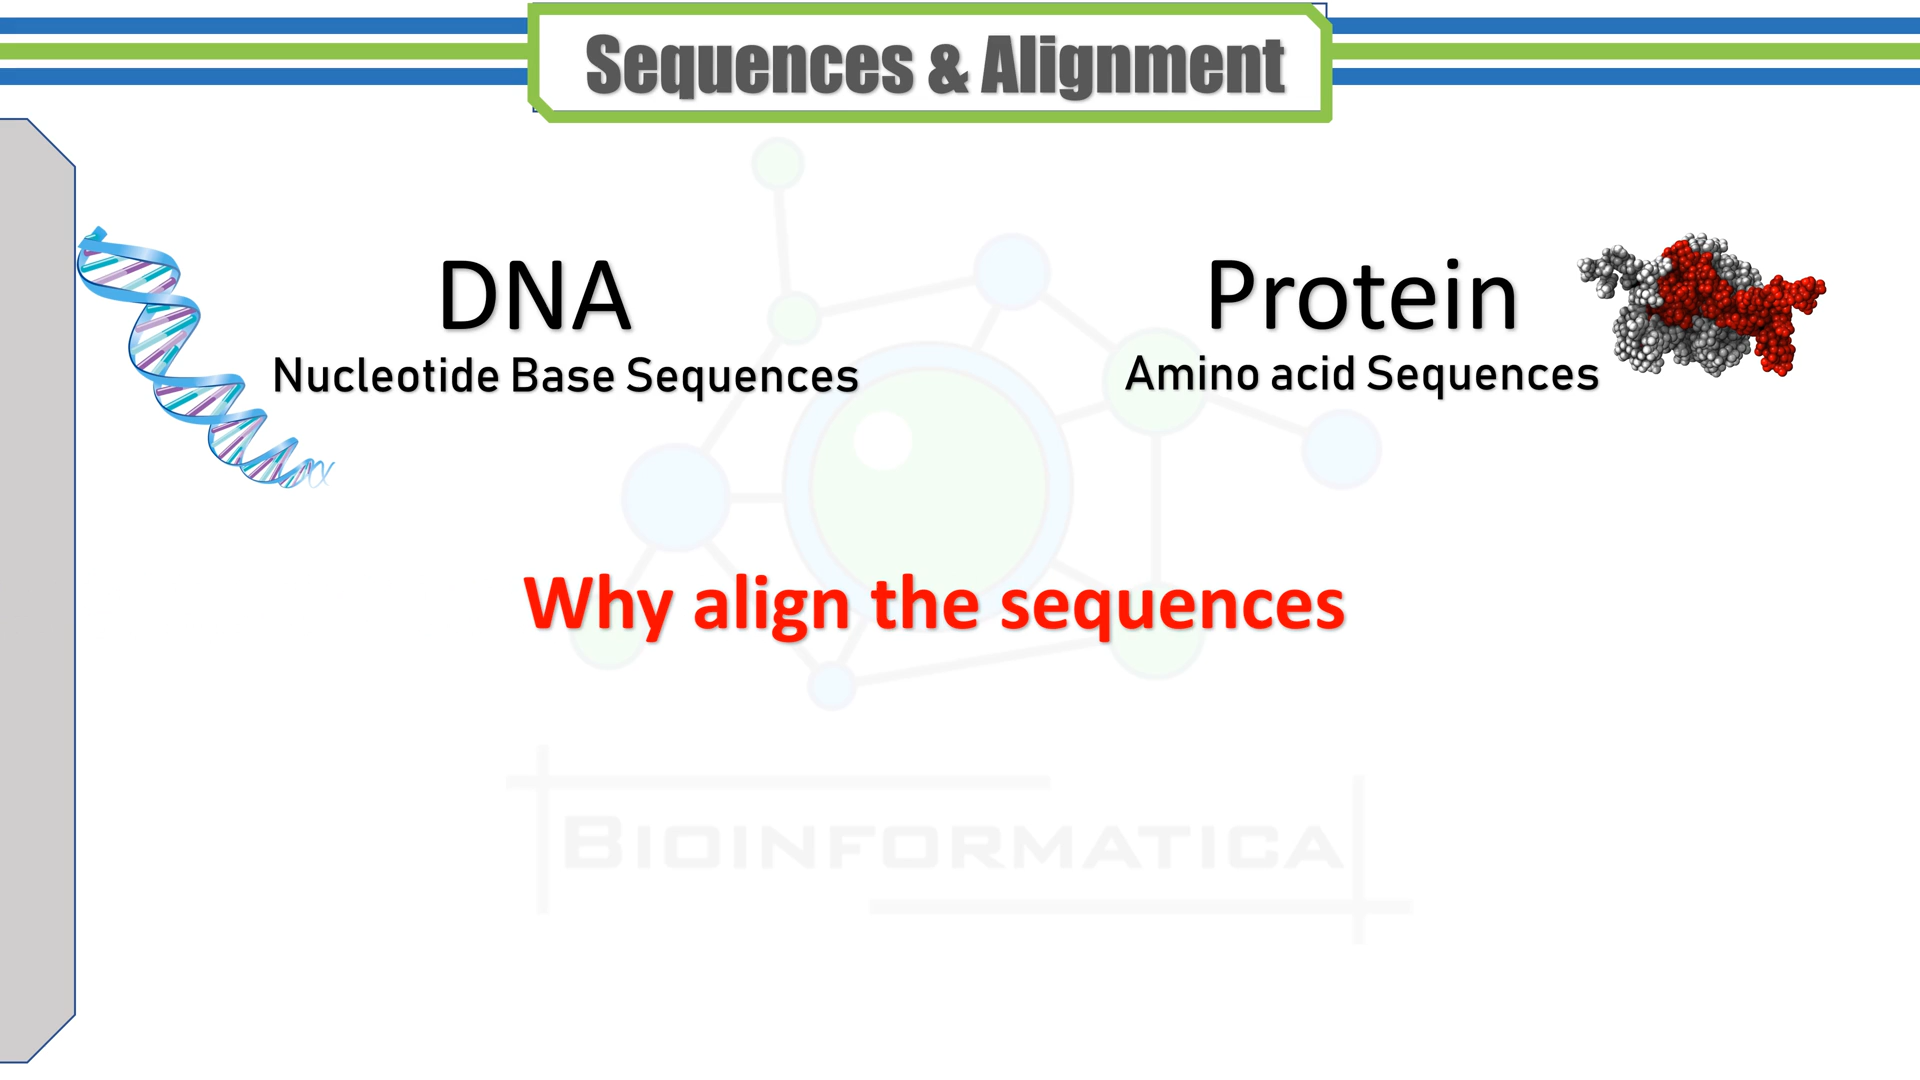 Sequences & Alignment
DNA
Nucleotide Base Sequences
Protein
Amino acid Sequences
Why align the sequences
BIOINFORMATICA